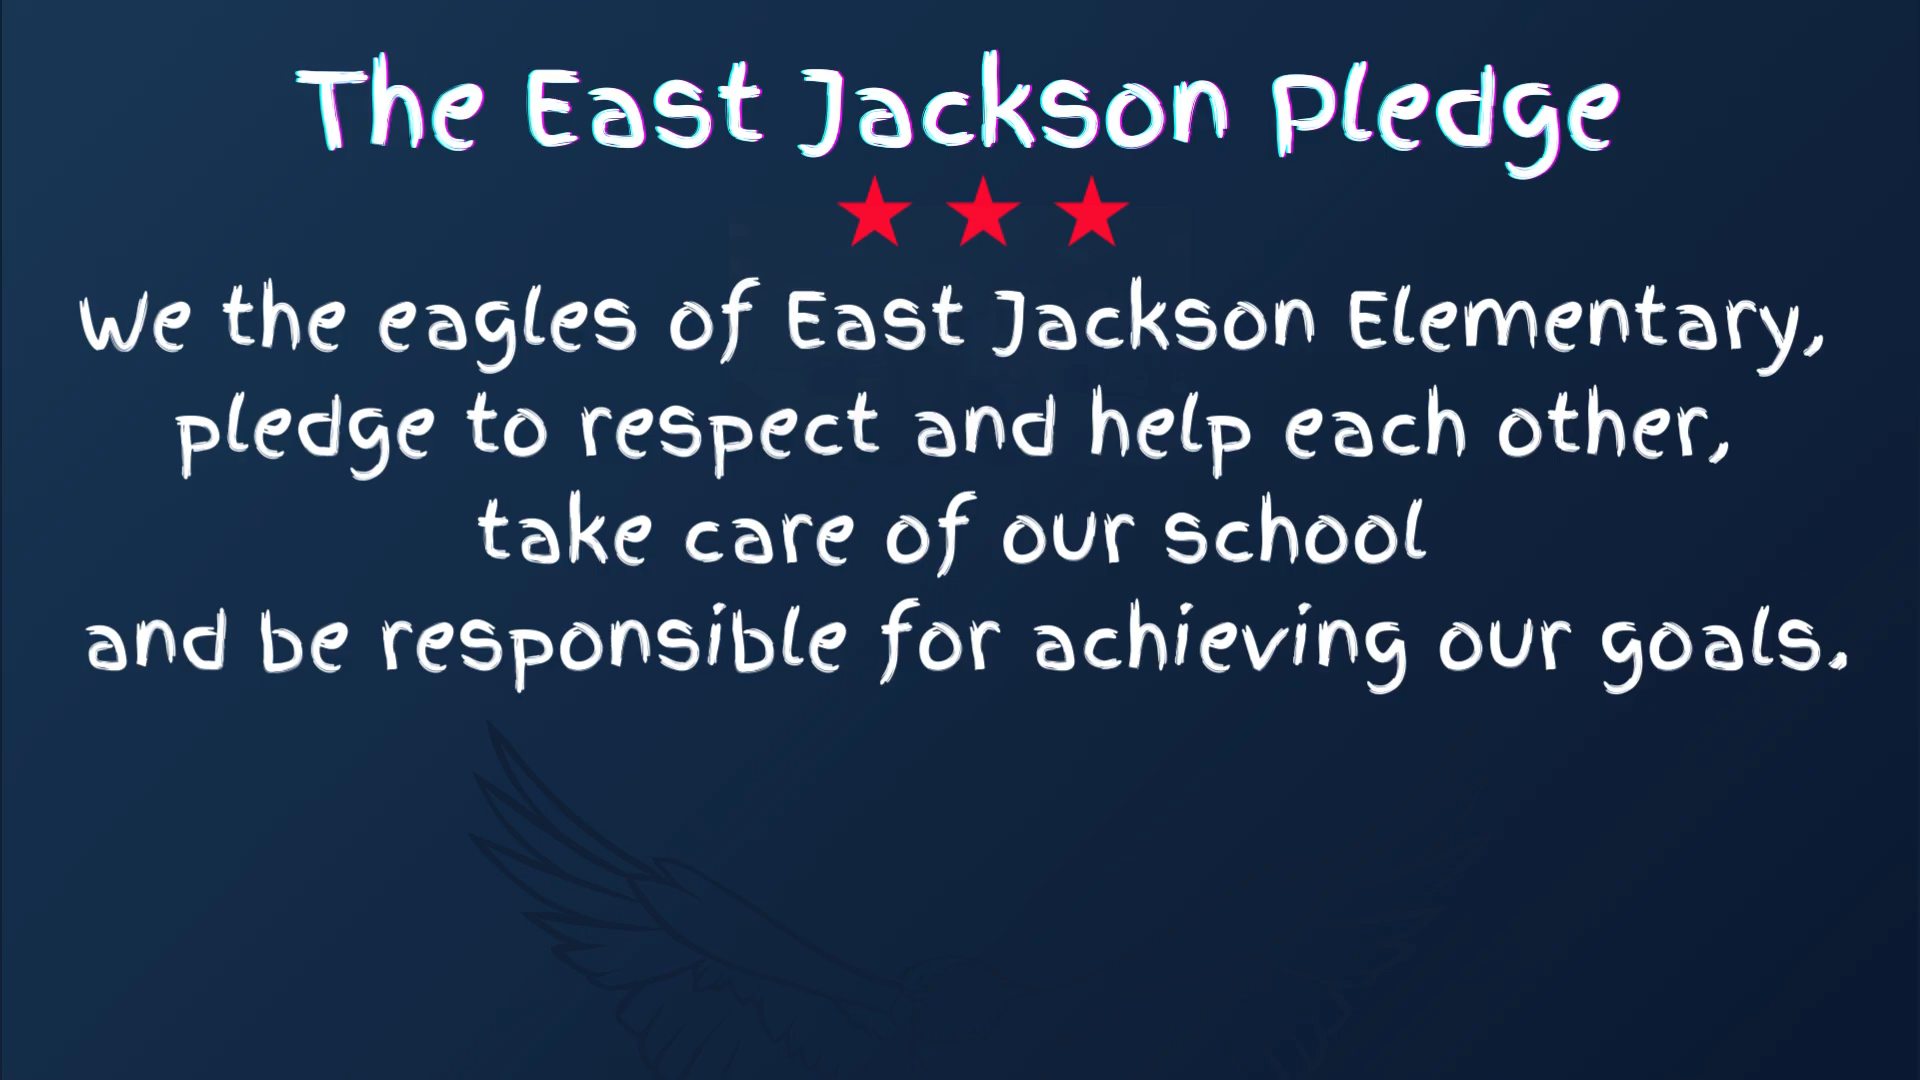 The East Jackson Pledge
We the eagles of East Jackson Elementary,
pledge to respect and help each other,
take care of our school
and be responsible for achieving our goals.